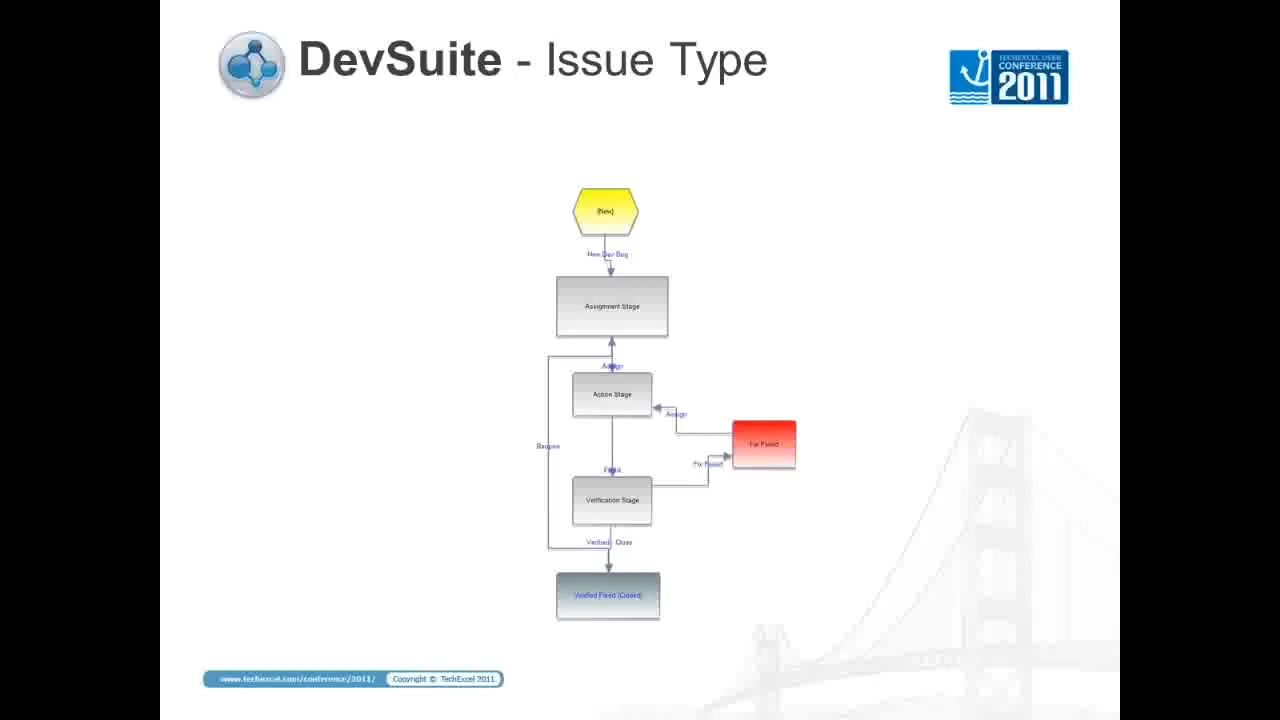 DevSuite - Issue Type
TECHEXCEL USER
CONFERENCE
2011
(New)
New Dev Bug
Assignment Stage
Assign
Action Stage
Assign
Reopen
Fix Failed
Fix Failed
Verification Stage
Verified - Close
Verified Fixed (Closed)
www.techexcel.com/conference/2011/
Copyright © TechExcel 2011